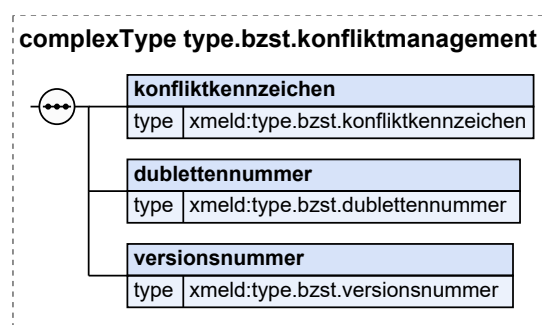 complexType type.bzst.konfliktmanagement
konfliktkennzeichen
type xmeld:type.bzst.konfliktkennzeichen
dublettennummer
type xmeld:type.bzst.dublettennummer
versionsnummer
type xmeld:type.bzst.versionsnummer